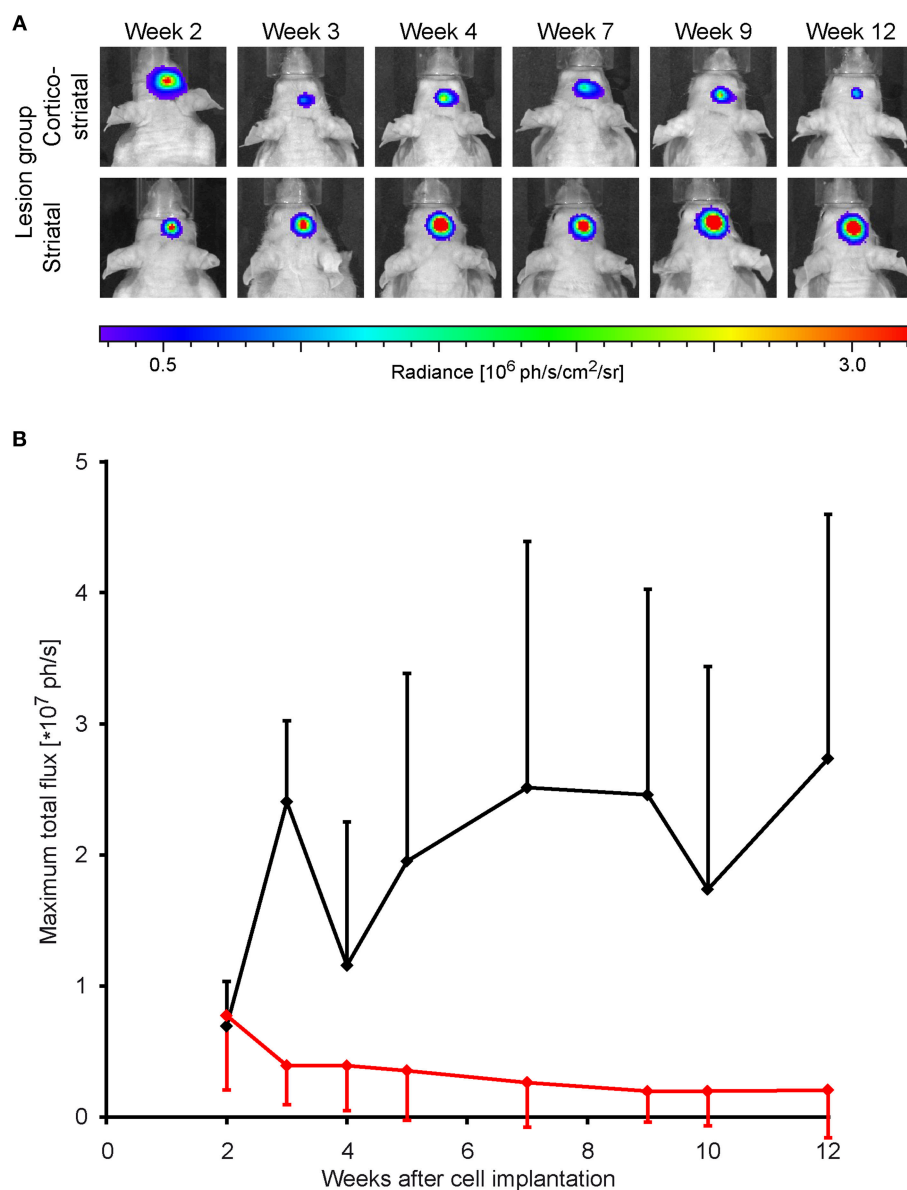 A
Week 2 Week 3 Week 4 Week 7 Week 9 Week 12
Lesion group
Cortico-
striatal
Striatal
0.5 3.0
Radiance [10⁶ ph/s/cm²/sr]
B
Maximum total flux [*10⁷ ph/s]
5
4
3
2
1
0
0 2 4 6 8 10 12
Weeks after cell implantation